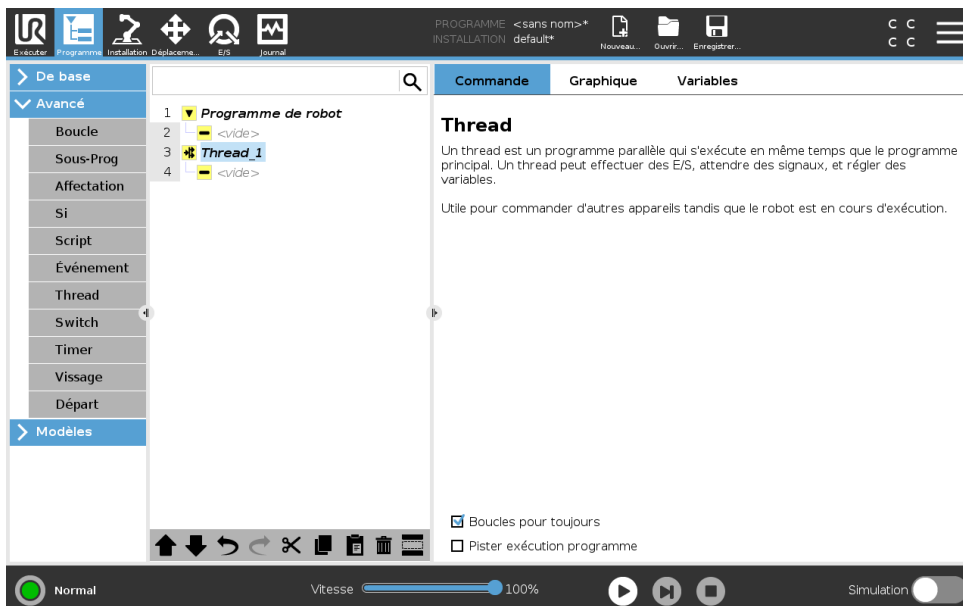 PROGRAMME <sans nom>*
INSTALLATION default*
C C
C C
Exécuter Programme Installation Déplaceme... E/S Journal
Nouveau... Ouvrir... Enregistrer...
De base
Avancé
Boucle
Sous-Prog
Affectation
Si
Script
Événement
Thread
Switch
Timer
Vissage
Départ
Modèles
1 Programme de robot
2 <vide>
3 Thread_1
4 <vide>
Commande Graphique Variables
Thread
Un thread est un programme parallèle qui s'exécute en même temps que le programme
principal. Un thread peut effectuer des E/S, attendre des signaux, et régler des
variables.
Utile pour commander d'autres appareils tandis que le robot est en cours d'exécution.
Boucles pour toujours
Pister exécution programme
Normal
Vitesse 100%
Simulation